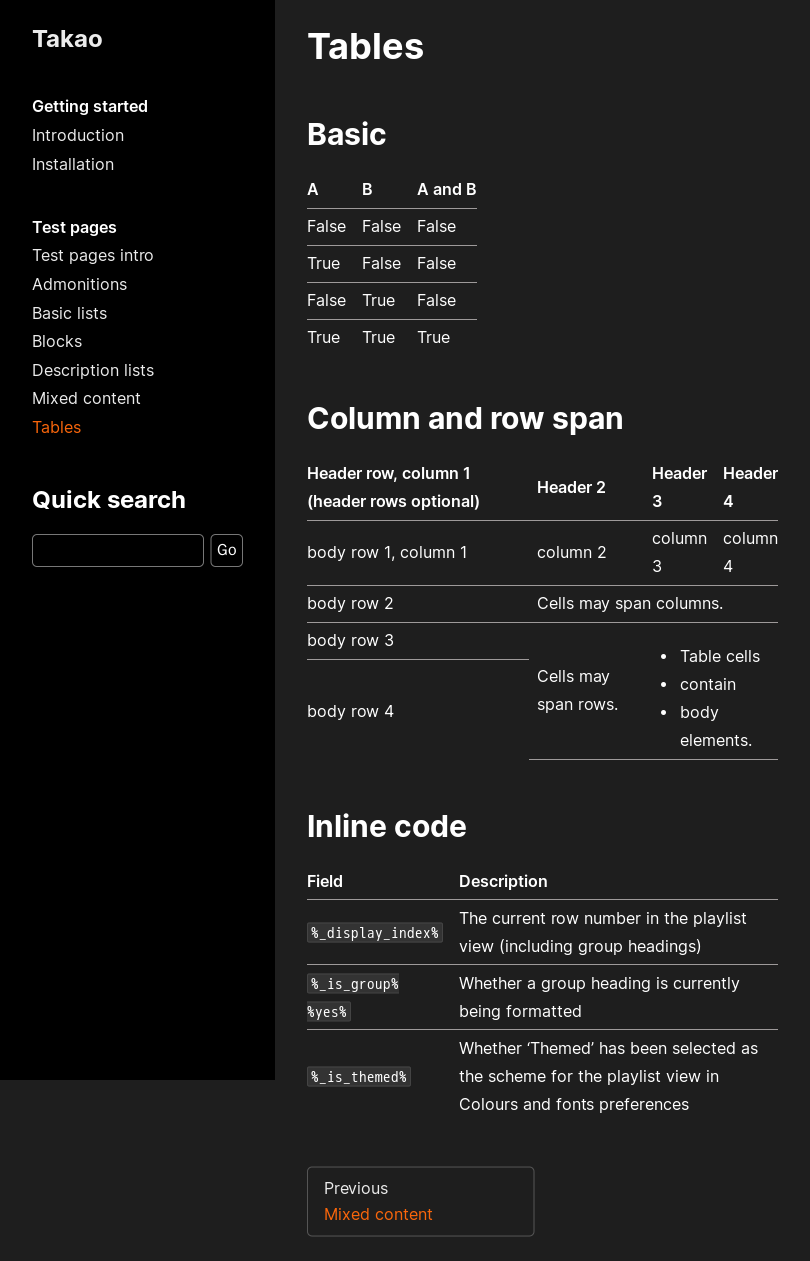 Takao
Getting started
Introduction
Installation
Test pages
Test pages intro
Admonitions
Basic lists
Blocks
Description lists
Mixed content
Tables
Quick search
Go
Tables
Basic
A B A and B
False False False
True False False
False True False
True True True
Column and row span
Header row, column 1 (header rows optional) Header 2 Header 3 Header 4
body row 1, column 1 column 2 column 3 column 4
body row 2 Cells may span columns.
body row 3
Cells may
span rows.
• Table cells
• contain
• body
elements.
body row 4
Inline code
Field Description
%_display_index% The current row number in the playlist
view (including group headings)
%_is_group% Whether a group heading is currently
%yes% being formatted
Whether ‘Themed’ has been selected as
%_is_themed% the scheme for the playlist view in
Colours and fonts preferences
Previous
Mixed content